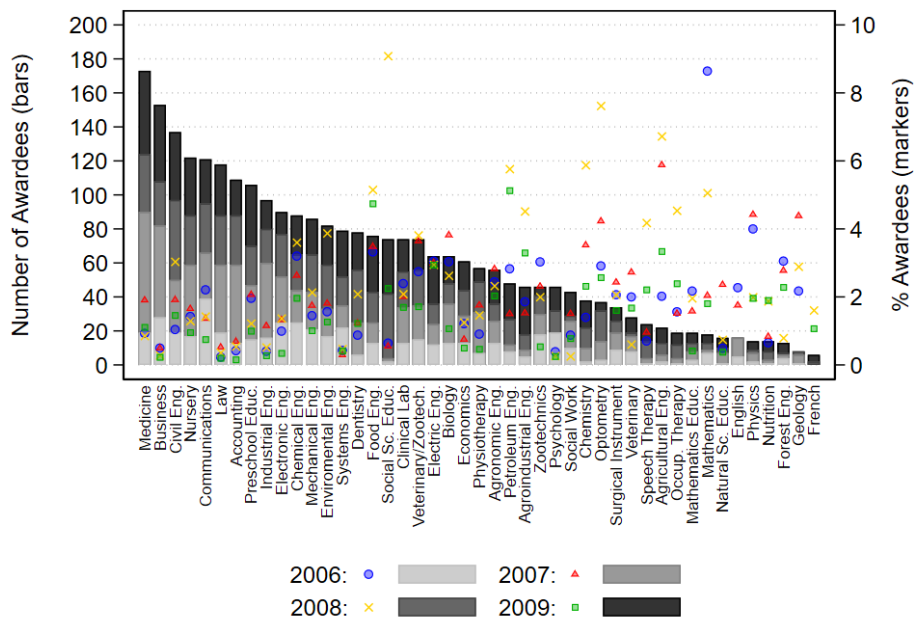 Number of Awardees (bars)
200
180
160
140
120
100
80
60
40
20
0
10
8
6
4
2
0
% Awardees (markers)
Medicine
Business
Civil Eng.
Nursery
Communications
Law
Accounting
Preschool Educ.
Industrial Eng.
Electronic Eng.
Chemical Eng.
Mechanical Eng.
Enviromental Eng.
Systems Eng.
Dentistry
Food Eng.
Social Sc. Educ.
Clinical Lab
Veterinary/Zootech.
Electric Eng.
Biology
Economics
Physiotherapy
Agronomic Eng.
Petroleum Eng.
Agroindustrial Eng.
Zootechnics
Psychology
Social Work
Chemistry
Optometry
Surgical Instrument
Speech Therapy
Agricultural Eng.
Occup. Therapy
Mathematics Educ.
Mathematics
Natural Sc. Educ.
English
Physics
Nutrition
Forest Eng.
Geology
French
2006: 2007:
2008: 2009: